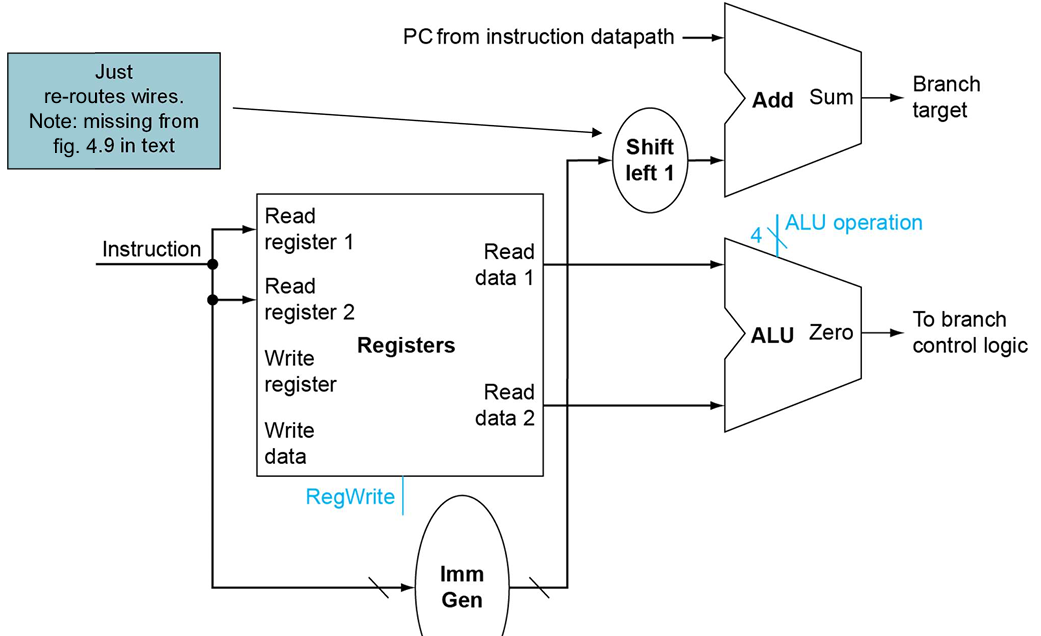 PC from instruction datapath
Just
re-routes wires.
Note: missing from
fig. 4.9 in text
Add
Sum
Branch
target
Shift
left 1
Instruction
Read
register 1
Read
data 1
4
ALU operation
Read
register 2
Registers
ALU
Zero
To branch
control logic
Write
register
Read
data 2
Write
data
RegWrite
Imm
Gen